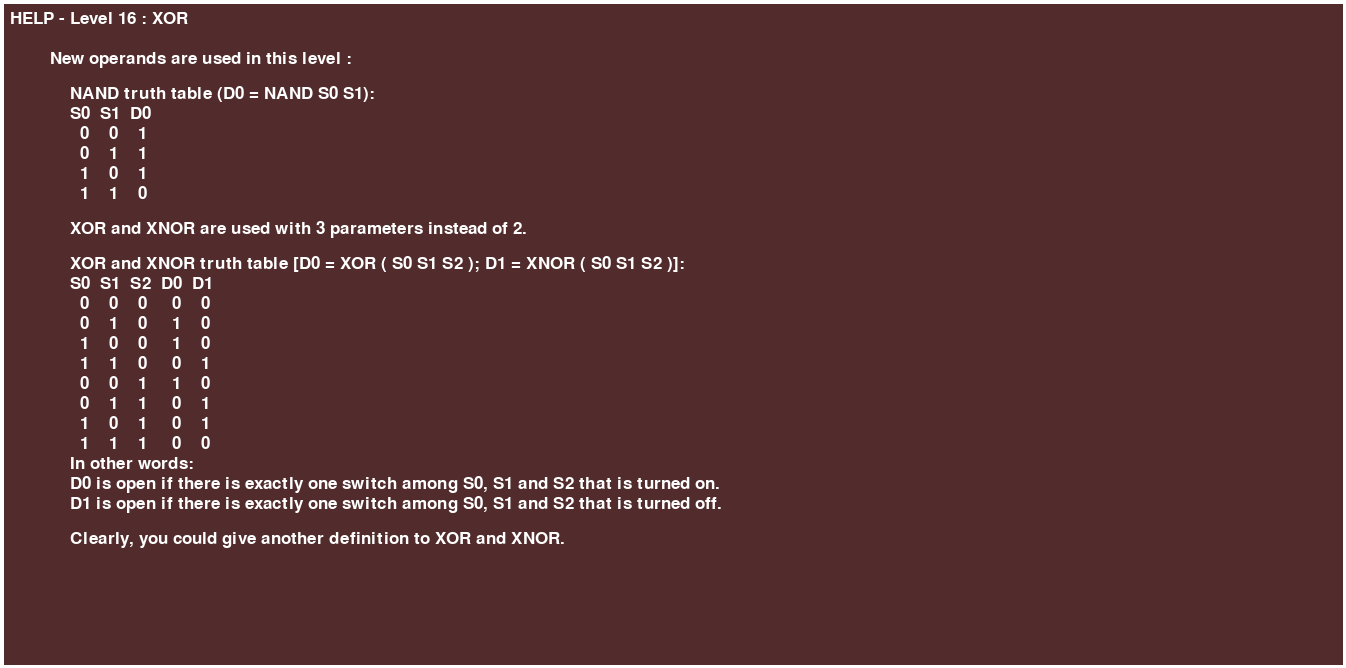 HELP - Level 16 : XOR
New operands are used in this level :
NAND truth table (D0 = NAND S0 S1):
S0 S1 D0
0 0 1
0 1 1
1 0 1
1 1 0
XOR and XNOR are used with 3 parameters instead of 2.
XOR and XNOR truth table [D0 = XOR ( S0 S1 S2 ); D1 = XNOR ( S0 S1 S2 )]:
S0 S1 S2 D0 D1
0 0 0 0 0
0 1 0 1 0
1 0 0 1 0
1 1 0 0 1
0 0 1 1 0
0 1 1 0 1
1 0 1 0 1
1 1 1 0 0
In other words:
D0 is open if there is exactly one switch among S0, S1 and S2 that is turned on.
D1 is open if there is exactly one switch among S0, S1 and S2 that is turned off.
Clearly, you could give another definition to XOR and XNOR.